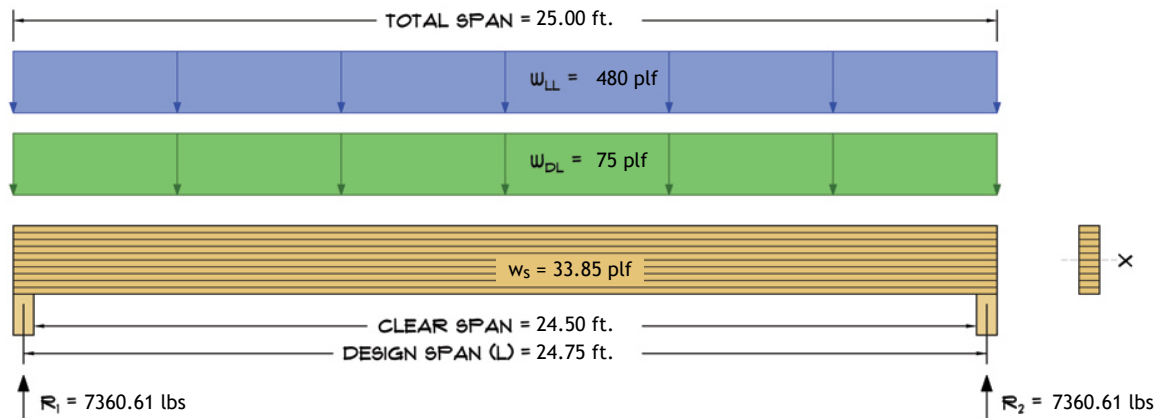 TOTAL SPAN = 25.00 ft.
WLL = 480 plf
WDL = 75 plf
ws = 33.85 plf
X
CLEAR SPAN = 24.50 ft.
DESIGN SPAN (L) = 24.75 ft.
R1 = 7360.61 lbs
R2 = 7360.61 lbs